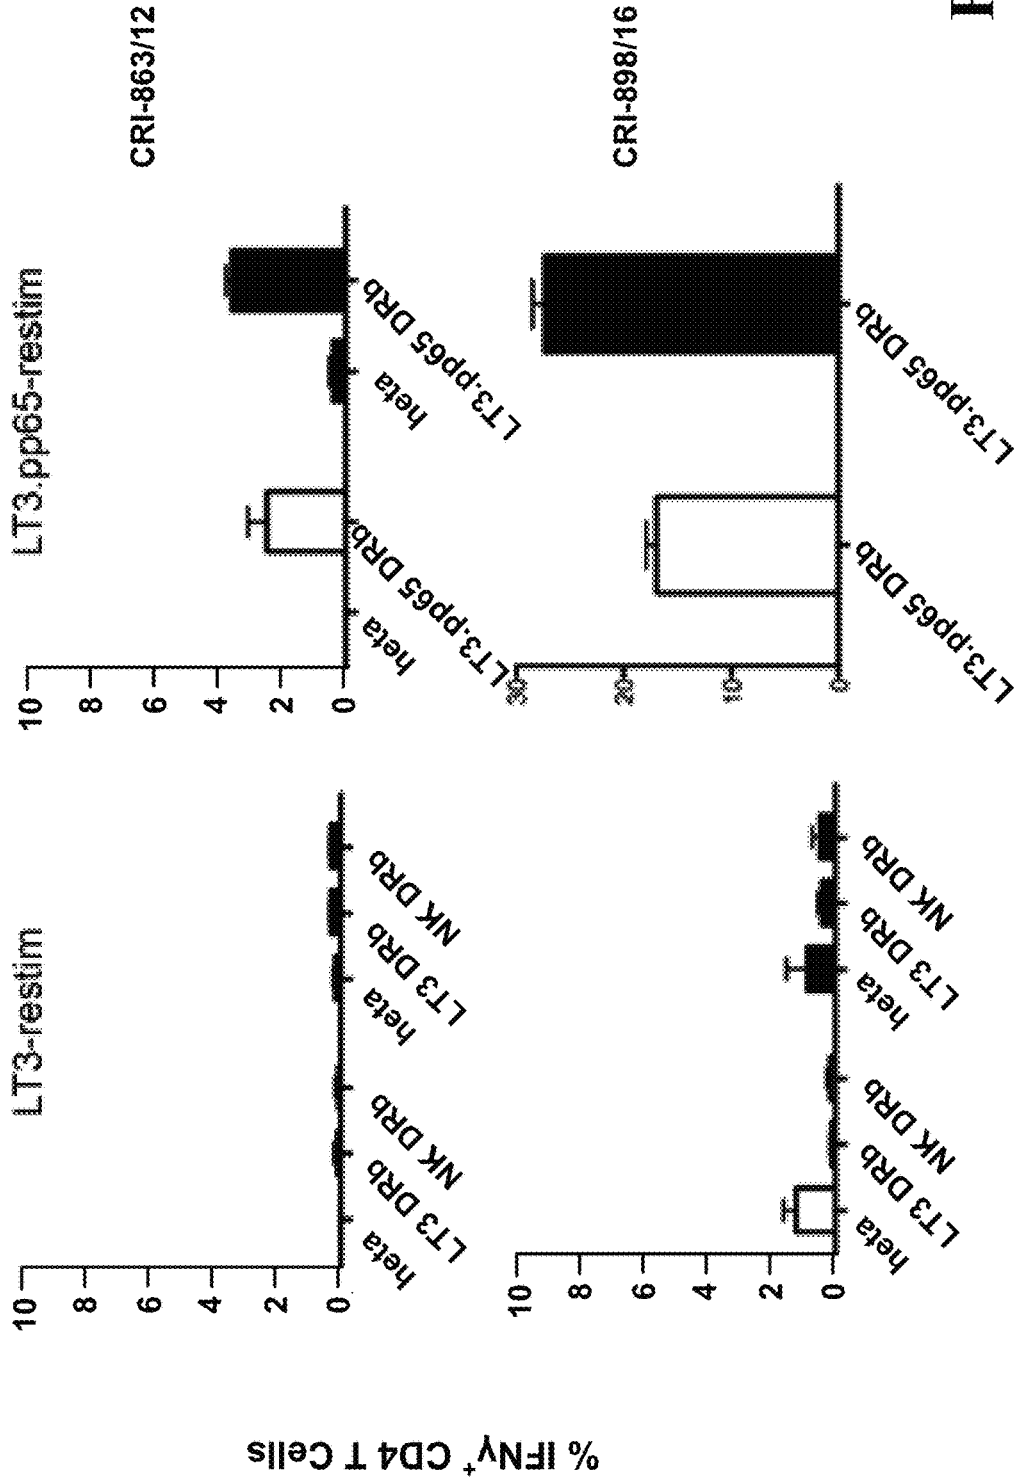 LT3-restim
LT3.pp65-restim
% IFNγ⁺ CD4 T Cells
10
8
6
4
2
0
heta
LT3 DRb
NK DRb
heta
LT3 DRb
NK DRb
10
8
6
4
2
0
heta
LT3.pp65 DRb
heta
LT3.pp65 DRb
CRI-863/12
10
8
6
4
2
0
heta
LT3 DRb
NK DRb
heta
LT3 DRb
NK DRb
30
20
10
0
LT3.pp65 DRb
LT3.pp65 DRb
CRI-898/16